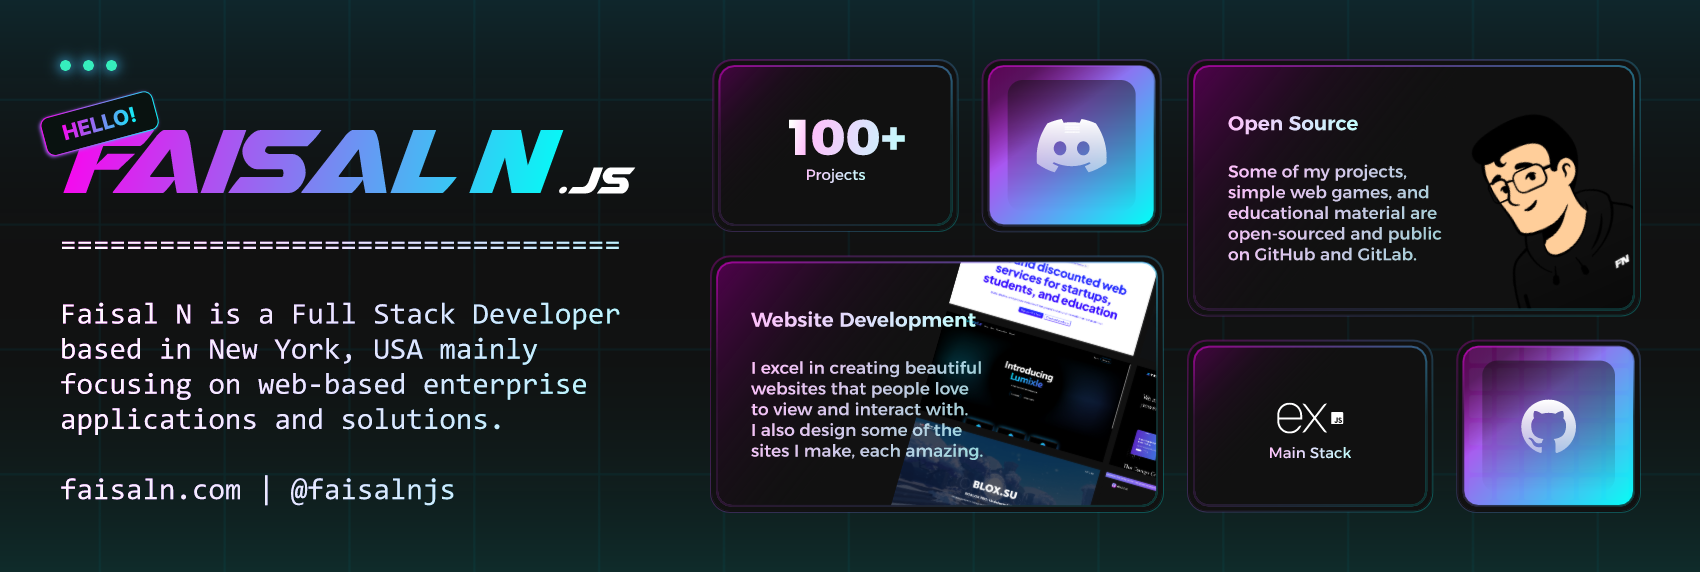 HELLO!
FAISAL N .JS
==================================
Faisal N is a Full Stack Developer
based in New York, USA mainly
focusing on web-based enterprise
applications and solutions.
faisaln.com | @faisalnjs
100+
Projects
Open Source
Some of my projects,
simple web games, and
educational material are
open-sourced and public
on GitHub and GitLab.
FN
Website Development
I excel in creating beautiful
websites that people love
to view and interact with.
I also design some of the
sites I make, each amazing.
and discounted web
services for startups,
students, and education
Introducing
Lumixle
BLOX.SU
ex JS
Main Stack